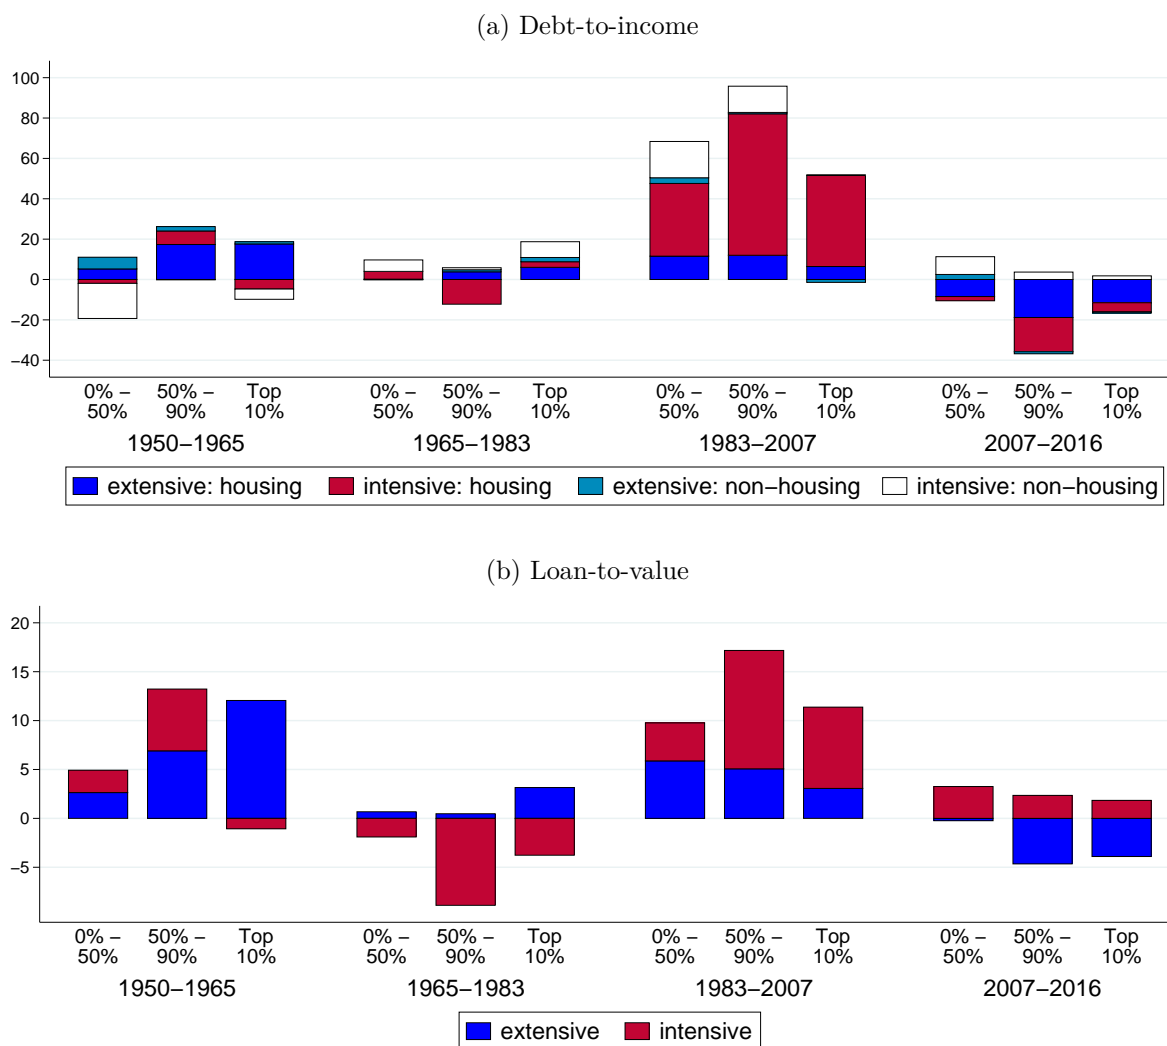 (a) Debt-to-income
100
80
60
40
20
0
−20
−40
0% − 50% − Top 0% − 50% − Top 0% − 50% − Top 0% − 50% − Top
50% 90% 10% 50% 90% 10% 50% 90% 10% 50% 90% 10%
1950−1965 1965−1983 1983−2007 2007−2016
extensive: housing intensive: housing extensive: non−housing intensive: non−housing
(b) Loan-to-value
20
15
10
5
0
−5
0% − 50% − Top 0% − 50% − Top 0% − 50% − Top 0% − 50% − Top
50% 90% 10% 50% 90% 10% 50% 90% 10% 50% 90% 10%
1950−1965 1965−1983 1983−2007 2007−2016
extensive intensive